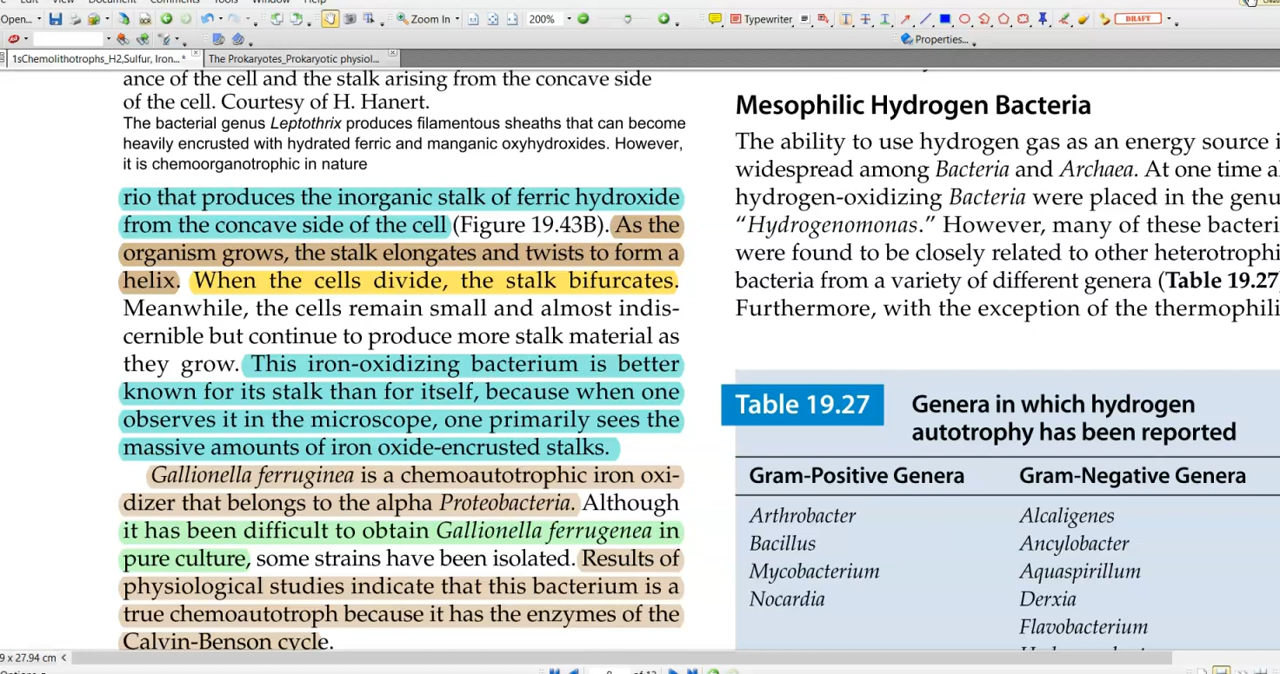 Open...
Zoom In
200%
Typewriter
DRAFT
Properties...
1sChemolithotrophs_H2,Sulfur, Iron...*
The Prokaryotes_Prokaryotic physiol...
ance of the cell and the stalk arising from the concave side
of the cell. Courtesy of H. Hanert.
The bacterial genus Leptothrix produces filamentous sheaths that can become
heavily encrusted with hydrated ferric and manganic oxyhydroxides. However,
it is chemoorganotrophic in nature
rio that produces the inorganic stalk of ferric hydroxide
from the concave side of the cell (Figure 19.43B). As the
organism grows, the stalk elongates and twists to form a
helix. When the cells divide, the stalk bifurcates.
Meanwhile, the cells remain small and almost indis-
cernible but continue to produce more stalk material as
they grow. This iron-oxidizing bacterium is better
known for its stalk than for itself, because when one
observes it in the microscope, one primarily sees the
massive amounts of iron oxide-encrusted stalks.
Gallionella ferruginea is a chemoautotrophic iron oxi-
dizer that belongs to the alpha Proteobacteria. Although
it has been difficult to obtain Gallionella ferrugenea in
pure culture, some strains have been isolated. Results of
physiological studies indicate that this bacterium is a
true chemoautotroph because it has the enzymes of the
Calvin-Benson cycle.
Mesophilic Hydrogen Bacteria
The ability to use hydrogen gas as an energy source i
widespread among Bacteria and Archaea. At one time al
hydrogen-oxidizing Bacteria were placed in the genu
"Hydrogenomonas." However, many of these bacteri
were found to be closely related to other heterotrophi
bacteria from a variety of different genera (Table 19.27
Furthermore, with the exception of the thermophili
Table 19.27
Genera in which hydrogen
autotrophy has been reported
Gram-Positive Genera
Gram-Negative Genera
Arthrobacter
Alcaligenes
Bacillus
Ancylobacter
Mycobacterium
Aquaspirillum
Nocardia
Derxia
Flavobacterium
9 x 27.94 cm